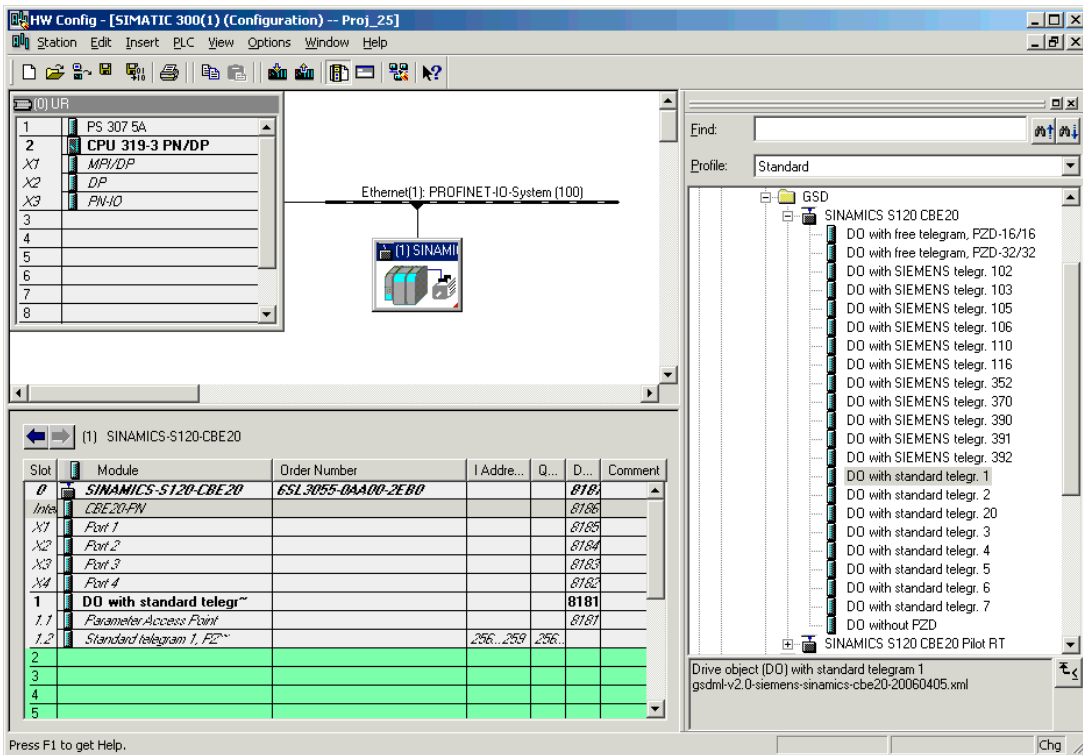 HW Config - [SIMATIC 300(1) (Configuration) -- Proj_25]
Station Edit Insert PLC View Options Window Help
(0) UR
1 PS 307 5A
2 CPU 319-3 PN/DP
X1 MPI/DP
X2 DP
X3 PN-IO
3
4
5
6
7
8
Ethernet(1): PROFINET-IO-System (100)
(1) SINAMI
Find:
Profile: Standard
GSD
SINAMICS S120 CBE20
DO with free telegram, PZD-16/16
DO with free telegram, PZD-32/32
DO with SIEMENS telegr. 102
DO with SIEMENS telegr. 103
DO with SIEMENS telegr. 105
DO with SIEMENS telegr. 106
DO with SIEMENS telegr. 110
DO with SIEMENS telegr. 116
DO with SIEMENS telegr. 352
DO with SIEMENS telegr. 370
DO with SIEMENS telegr. 390
DO with SIEMENS telegr. 391
DO with SIEMENS telegr. 392
DO with standard telegr. 1
DO with standard telegr. 2
DO with standard telegr. 20
DO with standard telegr. 3
DO with standard telegr. 4
DO with standard telegr. 5
DO with standard telegr. 6
DO with standard telegr. 7
DO without PZD
SINAMICS S120 CBE20 Pilot RT
Drive object (DO) with standard telegram 1
gsdml-v2.0-siemens-sinamics-cbe20-20060405.xml
(1) SINAMICS-S120-CBE20
Slot Module Order Number I Addre... Q... D... Comment
0 SINAMICS-S120-CBE20 6SL3055-0AA00-2EB0 8187
Inte CBE20-PN 8186
X1 Port 1 8185
X2 Port 2 8184
X3 Port 3 8183
X4 Port 4 8182
1 DO with standard telegr~ 8181
1.1 Parameter Access Point 8181
1.2 Standard telegram 1, PZ~ 256...259 256..
2
3
4
5
Press F1 to get Help.
Chg